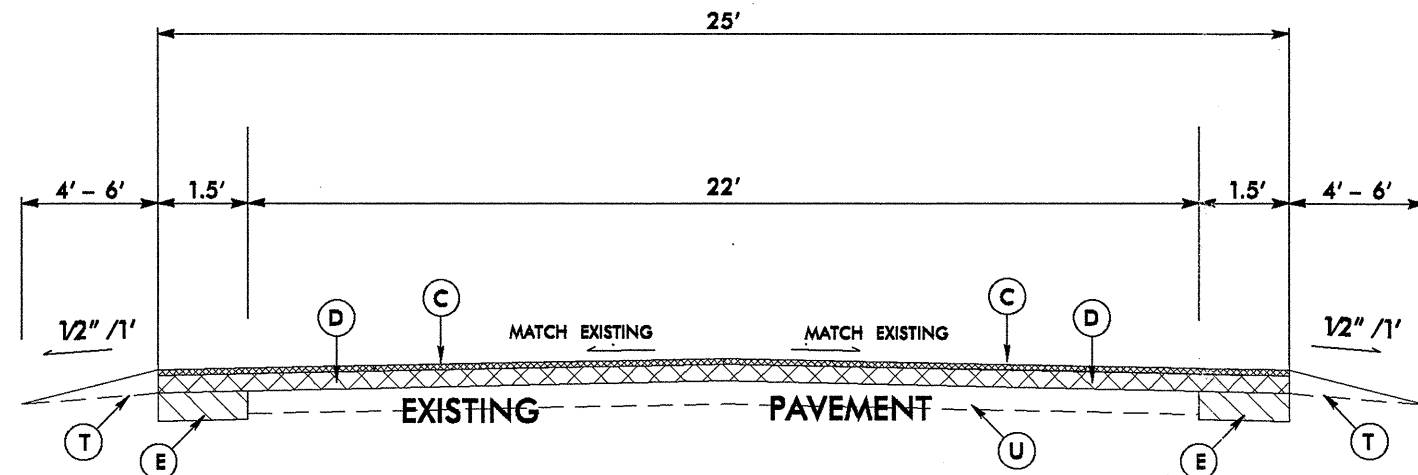 25'
4' – 6' 1.5' 22' 1.5' 4' – 6'
1/2" /1' D C MATCH EXISTING MATCH EXISTING C D 1/2" /1'
EXISTING PAVEMENT
T E U E T